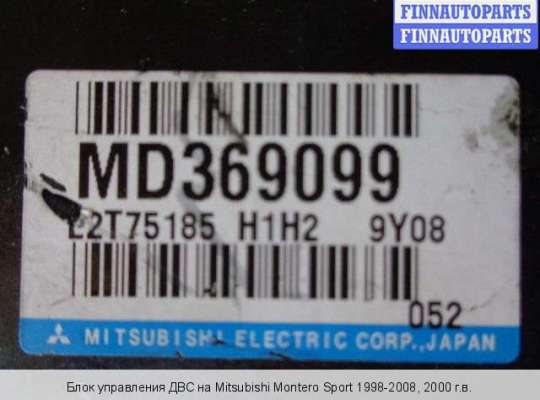 FINNAUTOPARTS
FINNAUTOPARTS
MD369099
E2T75185 H1H2 9Y08
052
MITSUBISHI ELECTRIC CORP., JAPAN
Блок управления ДВС на Mitsubishi Montero Sport 1998-2008, 2000 г.в.